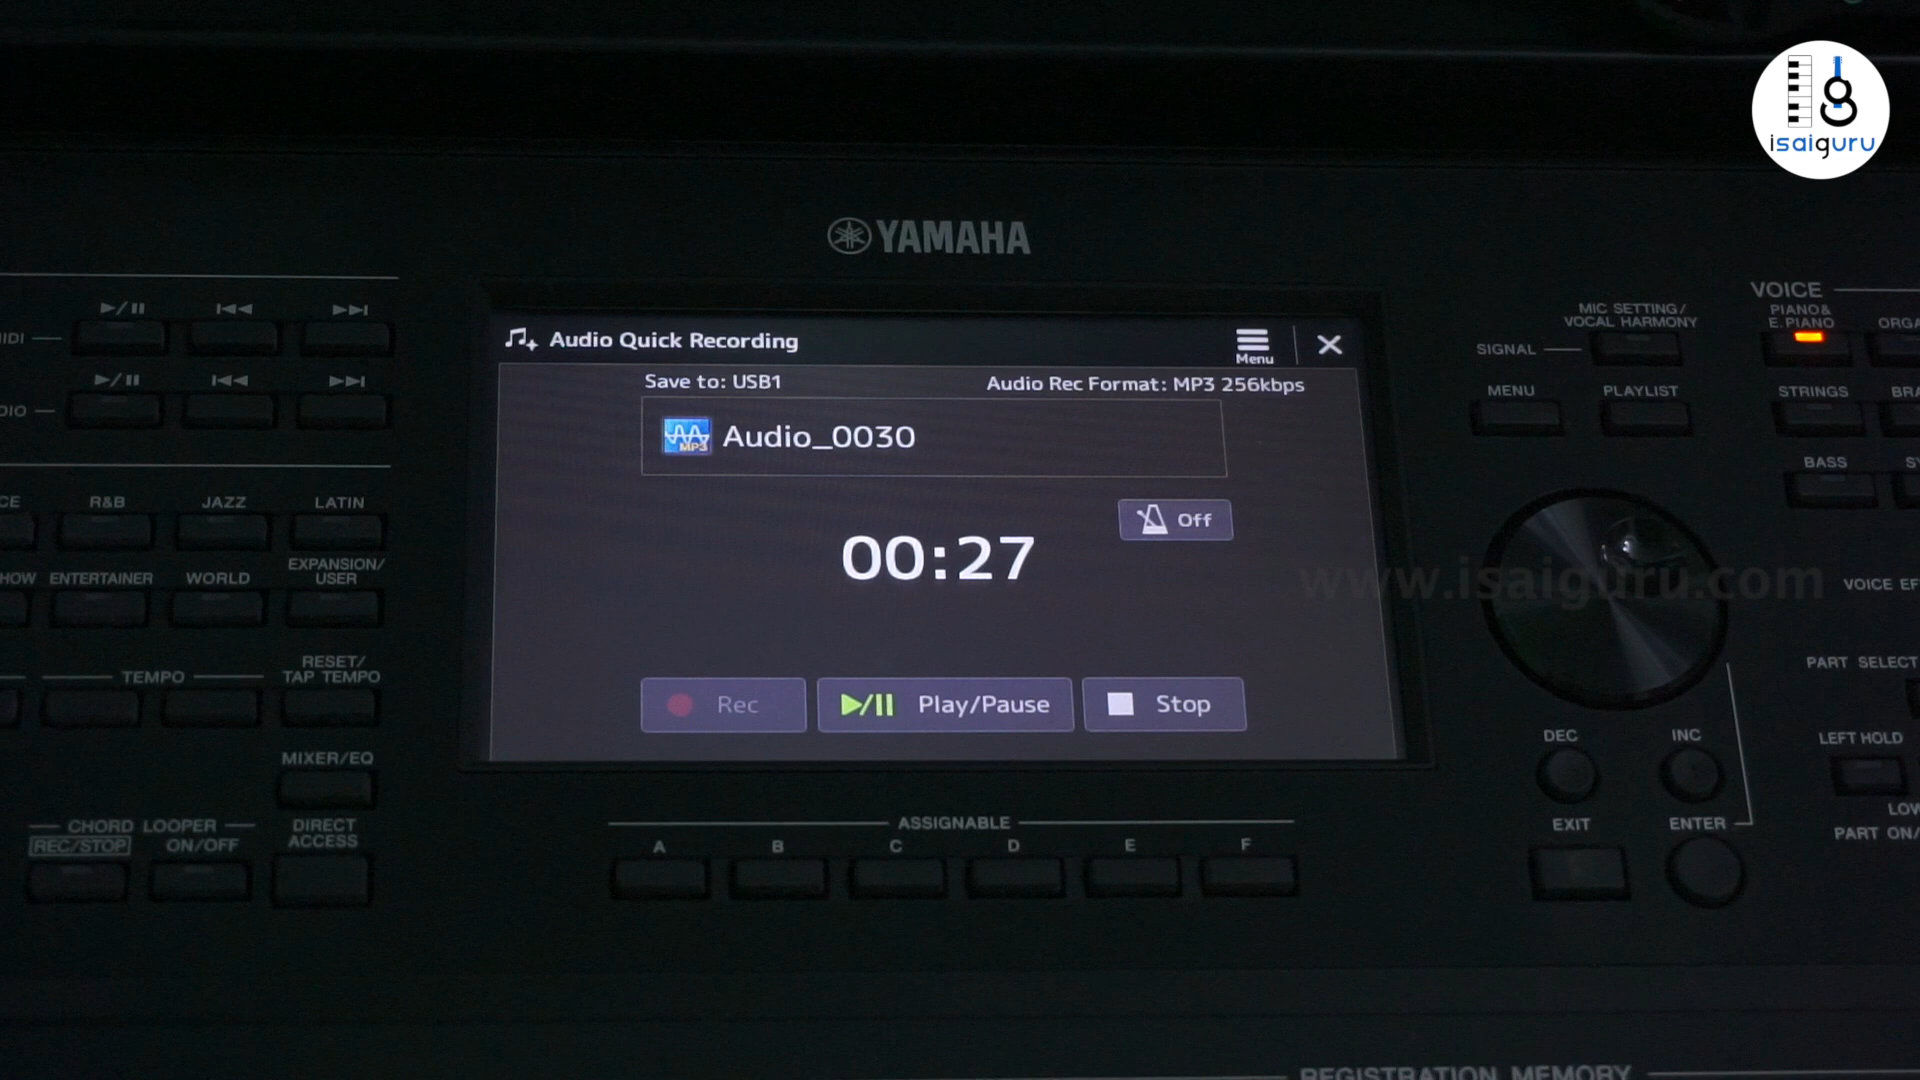 isaiguru
YAMAHA
Audio Quick Recording
Menu
Save to: USB1
Audio Rec Format: MP3 256kbps
MP3
Audio_0030
Off
00:27
Rec
Play/Pause
Stop
www.isaiguru.com
R&B
JAZZ
LATIN
ENTERTAINER
WORLD
EXPANSION/
USER
TEMPO
RESET/
TAP TEMPO
MIXER/EQ
CHORD LOOPER
REC/STOP
ON/OFF
DIRECT
ACCESS
ASSIGNABLE
A
B
C
D
E
F
MIC SETTING/
VOCAL HARMONY
SIGNAL
MENU
PLAYLIST
VOICE
PIANO&
E.PIANO
STRINGS
BASS
PART SELECT
DEC
INC
EXIT
ENTER
LEFT HOLD
REGISTRATION MEMORY